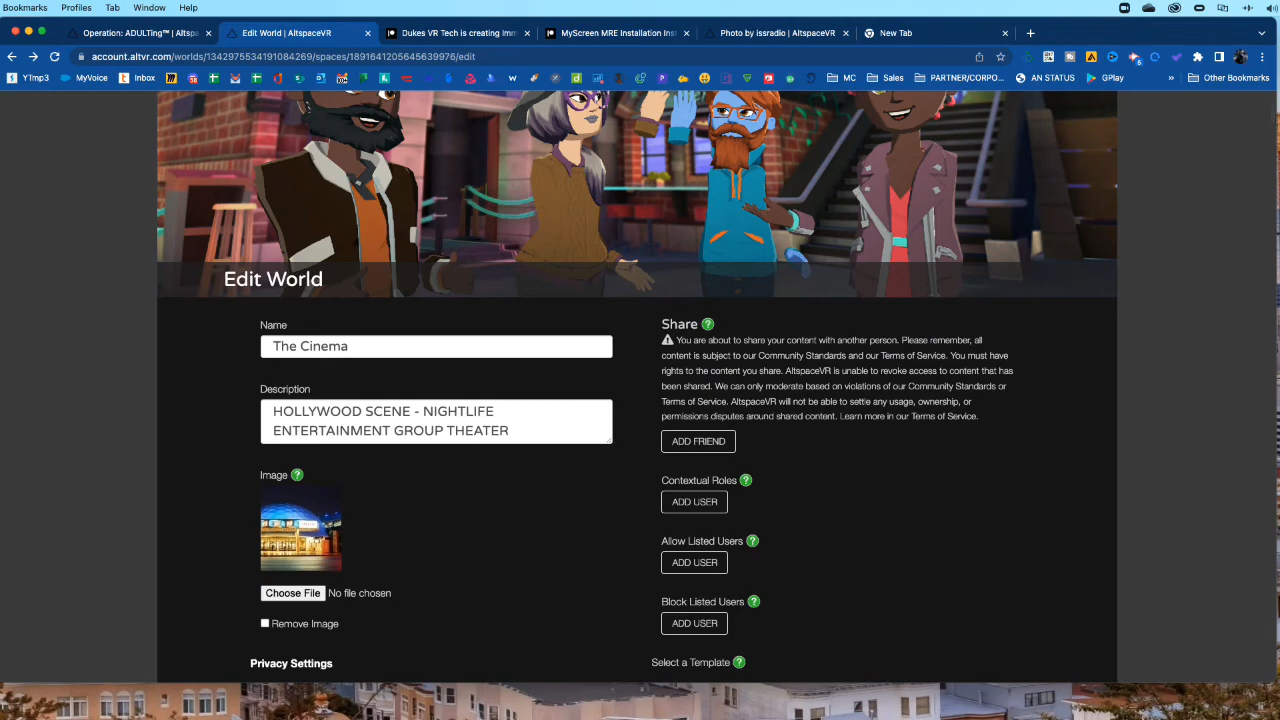 Bookmarks Profiles Tab Window Help
Operation: ADULTing™ | Altspa
Edit World | AltspaceVR
Dukes VR Tech is creating Imm
MyScreen MRE Installation Inst
Photo by issradio | AltspaceVR
New Tab
account.altvr.com/worlds/1342975534191084269/spaces/1891641205645639976/edit
YTmp3 MyVoice Inbox MC Sales PARTNER/CORPO... AN STATUS GPlay » Other Bookmarks
Edit World
Name
The Cinema
Description
HOLLYWOOD SCENE - NIGHTLIFE
ENTERTAINMENT GROUP THEATER
Image ?
Choose File No file chosen
Remove Image
Privacy Settings
Share ?
You are about to share your content with another person. Please remember, all
content is subject to our Community Standards and our Terms of Service. You must have
rights to the content you share. AltspaceVR is unable to revoke access to content that has
been shared. We can only moderate based on violations of our Community Standards or
Terms of Service. AltspaceVR will not be able to settle any usage, ownership, or
permissions disputes around shared content. Learn more in our Terms of Service.
ADD FRIEND
Contextual Roles ?
ADD USER
Allow Listed Users ?
ADD USER
Block Listed Users ?
ADD USER
Select a Template ?